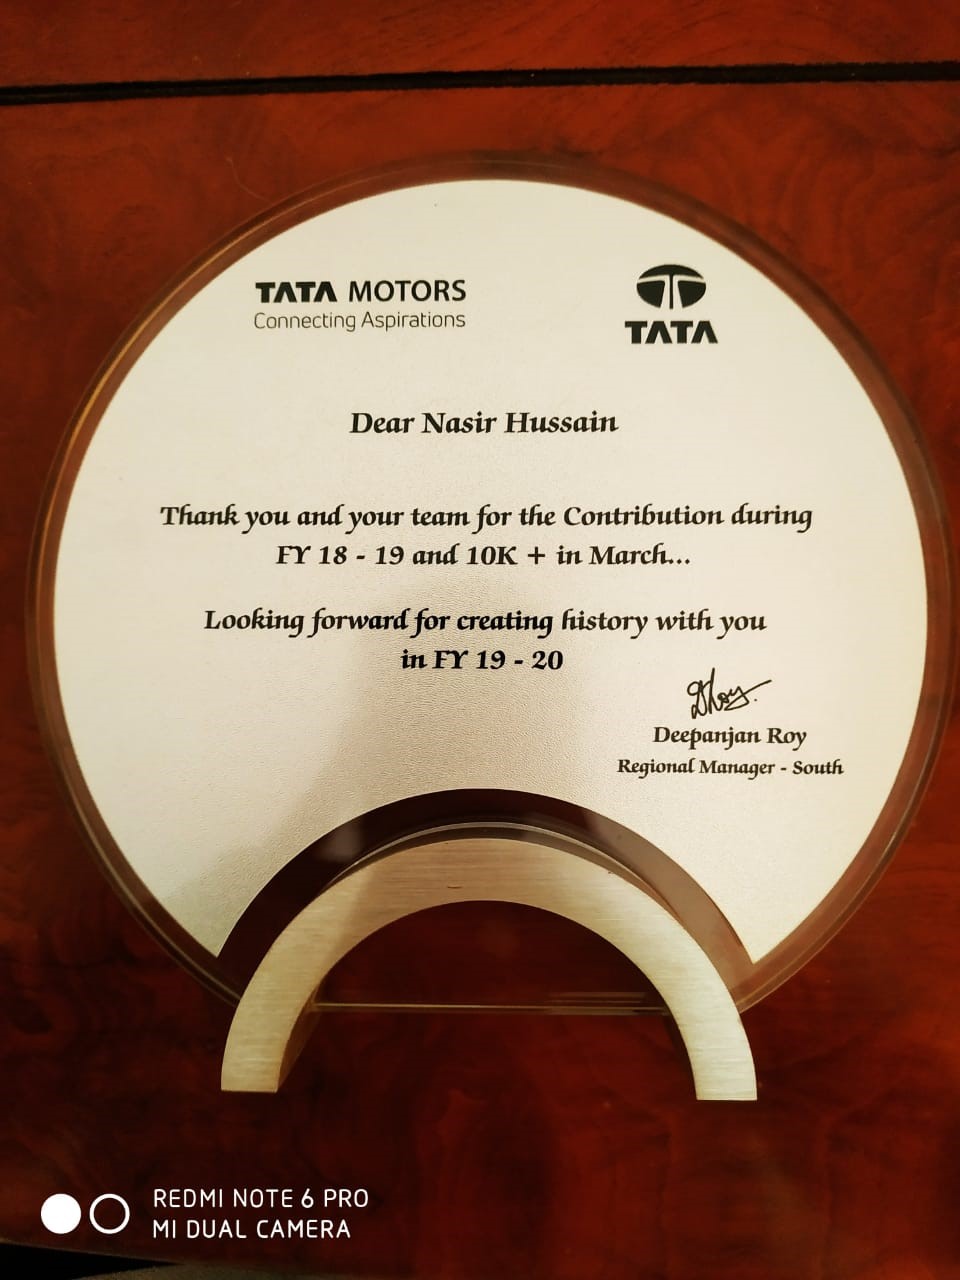 TATA MOTORS
Connecting Aspirations
TATA
Dear Nasir Hussain
Thank you and your team for the Contribution during
FY 18 - 19 and 10K + in March...
Looking forward for creating history with you
in FY 19 - 20
DRoy.
Deepanjan Roy
Regional Manager - South
REDMI NOTE 6 PRO
MI DUAL CAMERA